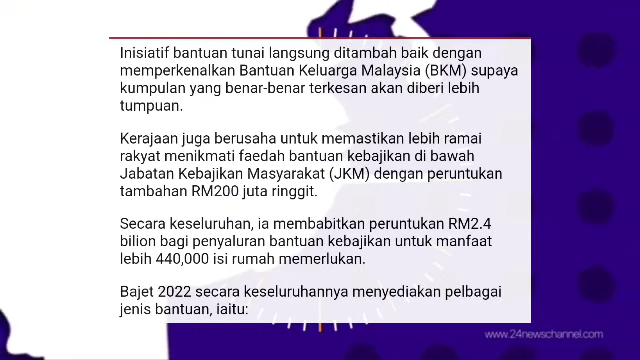 Inisiatif bantuan tunai langsung ditambah baik dengan
memperkenalkan Bantuan Keluarga Malaysia (BKM) supaya
kumpulan yang benar-benar terkesan akan diberi lebih
tumpuan.
Kerajaan juga berusaha untuk memastikan lebih ramai
rakyat menikmati faedah bantuan kebajikan di bawah
Jabatan Kebajikan Masyarakat (JKM) dengan peruntukan
tambahan RM200 juta ringgit.
Secara keseluruhan, ia membabitkan peruntukan RM2.4
bilion bagi penyaluran bantuan kebajikan untuk manfaat
lebih 440,000 isi rumah memerlukan.
Bajet 2022 secara keseluruhannya menyediakan pelbagai
jenis bantuan, iaitu:
www.24newschannel.com